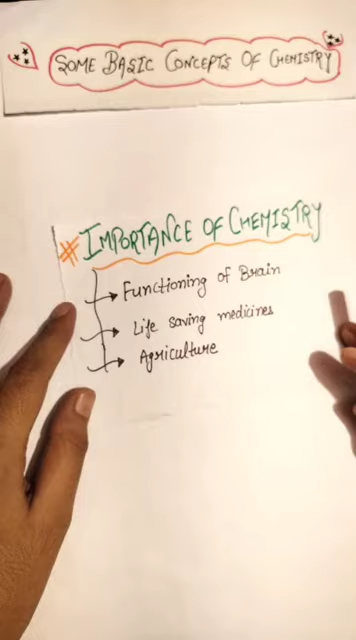 SOME BASIC CONCEPTS OF CHEMISTRY
# IMPORTANCE OF CHEMISTRY
→ Functioning of Brain
→ Life saving medicines
→ Agriculture